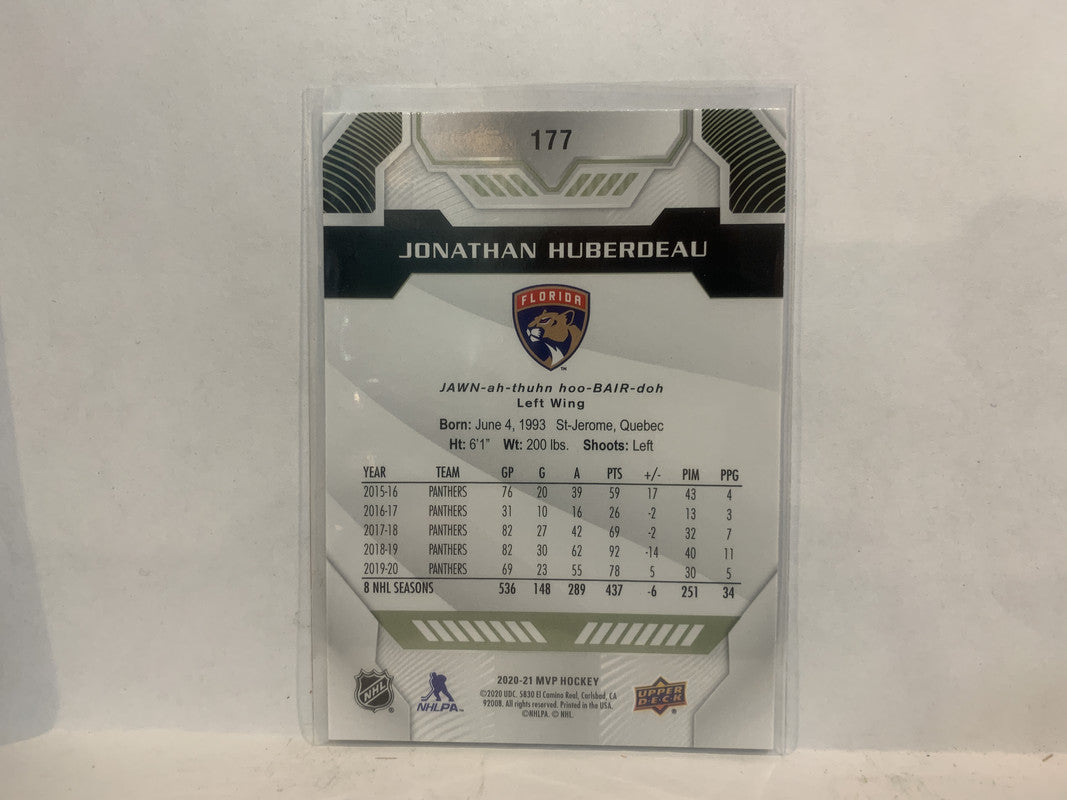 177
JONATHAN HUBERDEAU
FLORIDA
TM
JAWN-ah-thuhn hoo-BAIR-doh
Left Wing
Born: June 4, 1993 St-Jerome, Quebec
Ht: 6'1" Wt: 200 lbs. Shoots: Left
YEAR TEAM GP G A PTS +/- PIM PPG
2015-16 PANTHERS 76 20 39 59 17 43 4
2016-17 PANTHERS 31 10 16 26 -2 13 3
2017-18 PANTHERS 82 27 42 69 -2 32 7
2018-19 PANTHERS 82 30 62 92 -14 40 11
2019-20 PANTHERS 69 23 55 78 5 30 5
8 NHL SEASONS 536 148 289 437 -6 251 34
2020-21 MVP HOCKEY
©2020 UDC. 5830 El Camino Real, Carlsbad, CA
92008. All rights reserved. Printed in the USA.
©NHLPA. © NHL.
NHL ®
NHLPA™
UPPER DECK ®